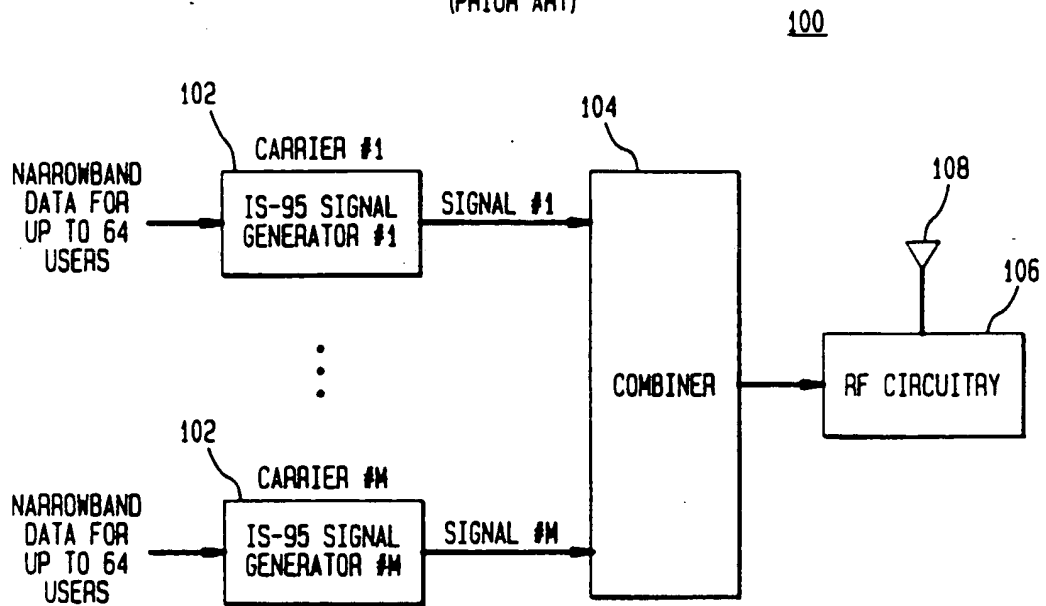 (PRIOR ART)
100
102
CARRIER #1
NARROWBAND
DATA FOR
UP TO 64
USERS
IS-95 SIGNAL
GENERATOR #1
SIGNAL #1
104
COMBINER
108
106
RF CIRCUITRY
102
CARRIER #M
NARROWBAND
DATA FOR
UP TO 64
USERS
IS-95 SIGNAL
GENERATOR #M
SIGNAL #M